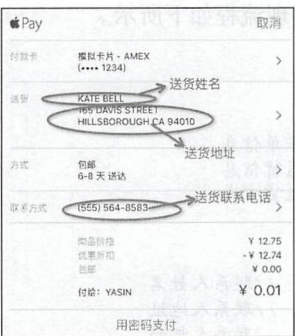 Pay 取消
付款卡 模拟卡片 - AMEX
(•••• 1234)
送货姓名
送货 KATE BELL
165 DAVIS STREET
HILLSBOROUGH CA 94010
送货地址
方式 包邮
6-8 天 送达
送货联系电话
联系方式 (555) 564-8583
商品价格 ¥ 12.75
优惠折扣 -¥ 12.74
包邮 ¥ 0.00
付给：YASIN ¥ 0.01
用密码支付